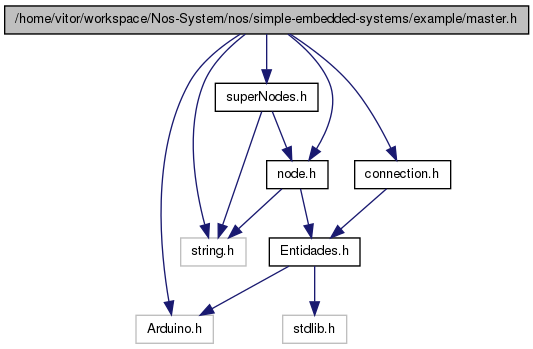 /home/vitor/workspace/Nos-System/nos/simple-embedded-systems/example/master.h
superNodes.h
node.h
connection.h
string.h
Entidades.h
Arduino.h
stdlib.h